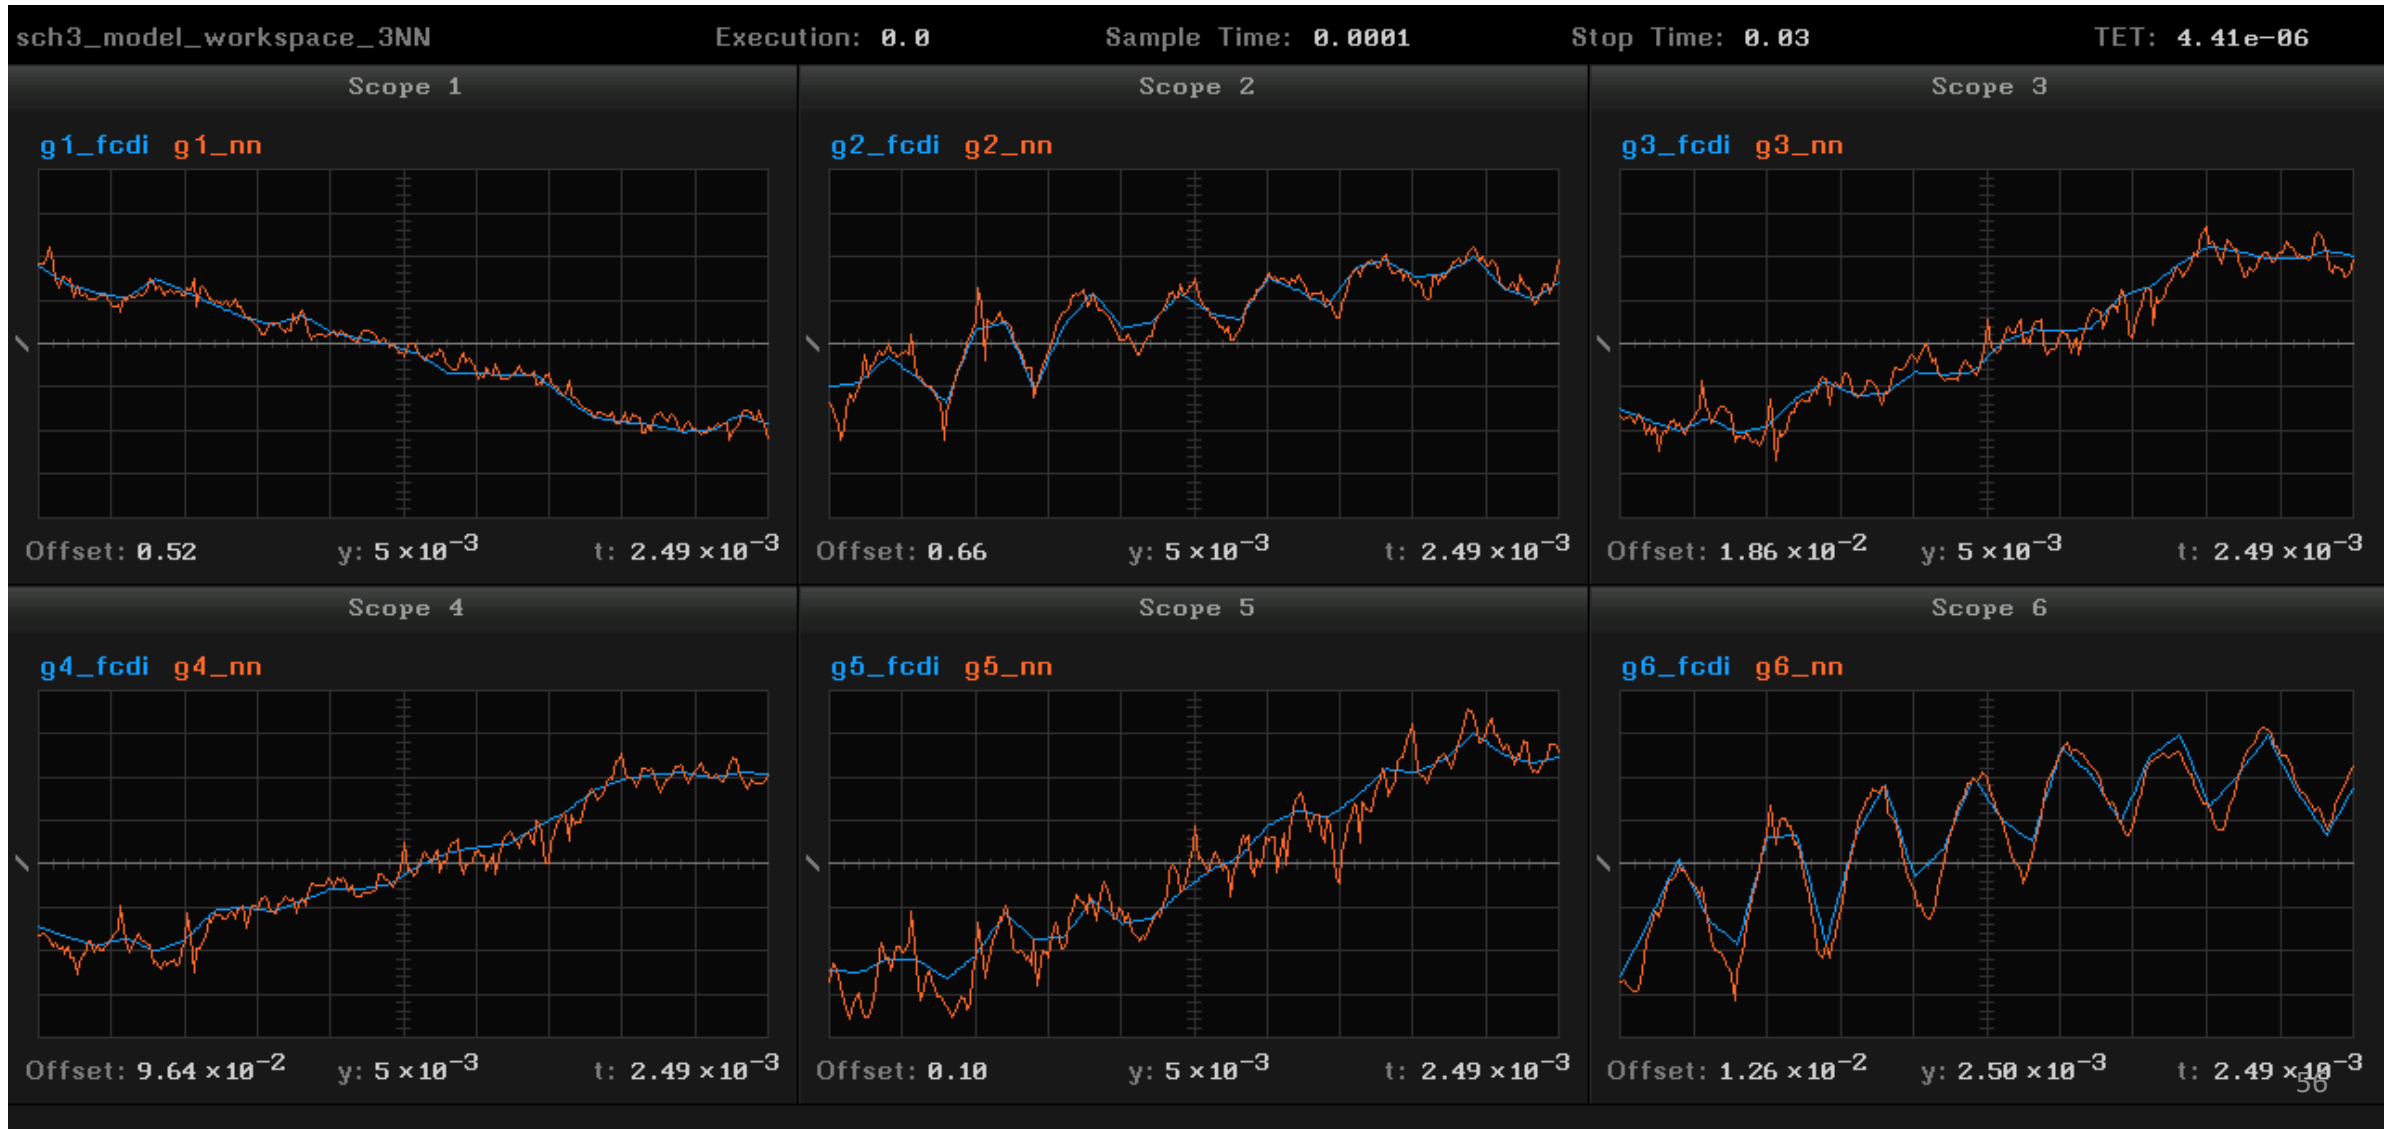 sch3_model_workspace_3NN Execution: 0.0 Sample Time: 0.0001 Stop Time: 0.03 TET: 4.41e-06
Scope 1 Scope 2 Scope 3
g1_fcdi g1_nn g2_fcdi g2_nn g3_fcdi g3_nn
Offset: 0.52 y: 5×10⁻³ t: 2.49×10⁻³ Offset: 0.66 y: 5×10⁻³ t: 2.49×10⁻³ Offset: 1.86×10⁻² y: 5×10⁻³ t: 2.49×10⁻³
Scope 4 Scope 5 Scope 6
g4_fcdi g4_nn g5_fcdi g5_nn g6_fcdi g6_nn
Offset: 9.64×10⁻² y: 5×10⁻³ t: 2.49×10⁻³ Offset: 0.10 y: 5×10⁻³ t: 2.49×10⁻³ Offset: 1.26×10⁻² y: 2.50×10⁻³ t: 2.49×10⁻³
56